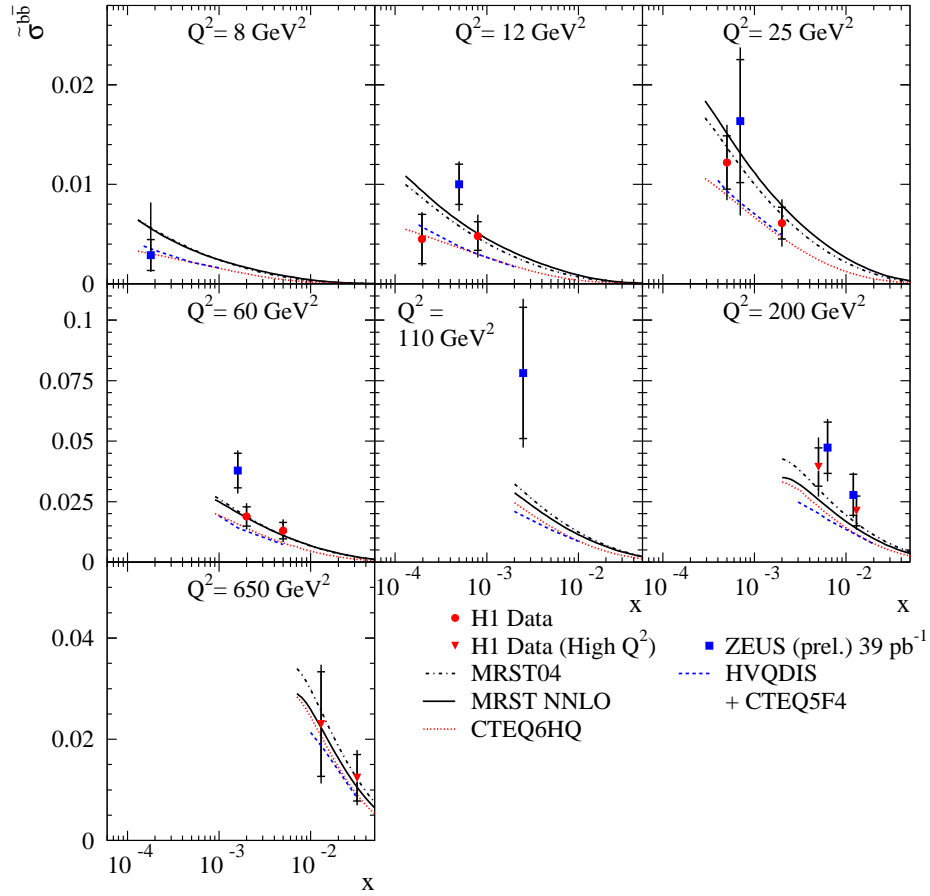 σ̃ bb̄
Q²= 8 GeV²
Q²= 12 GeV²
Q²= 25 GeV²
0.02
0.01
0
Q²= 60 GeV²
Q² =
110 GeV²
Q²= 200 GeV²
0.1
0.075
0.05
0.025
0
10⁻⁴
10⁻³
10⁻²
x
10⁻⁴
10⁻³
10⁻²
x
Q²= 650 GeV²
0.04
0.02
0
10⁻⁴
10⁻³
10⁻²
x
H1 Data
H1 Data (High Q²)
MRST04
MRST NNLO
CTEQ6HQ
ZEUS (prel.) 39 pb⁻¹
HVQDIS
+ CTEQ5F4